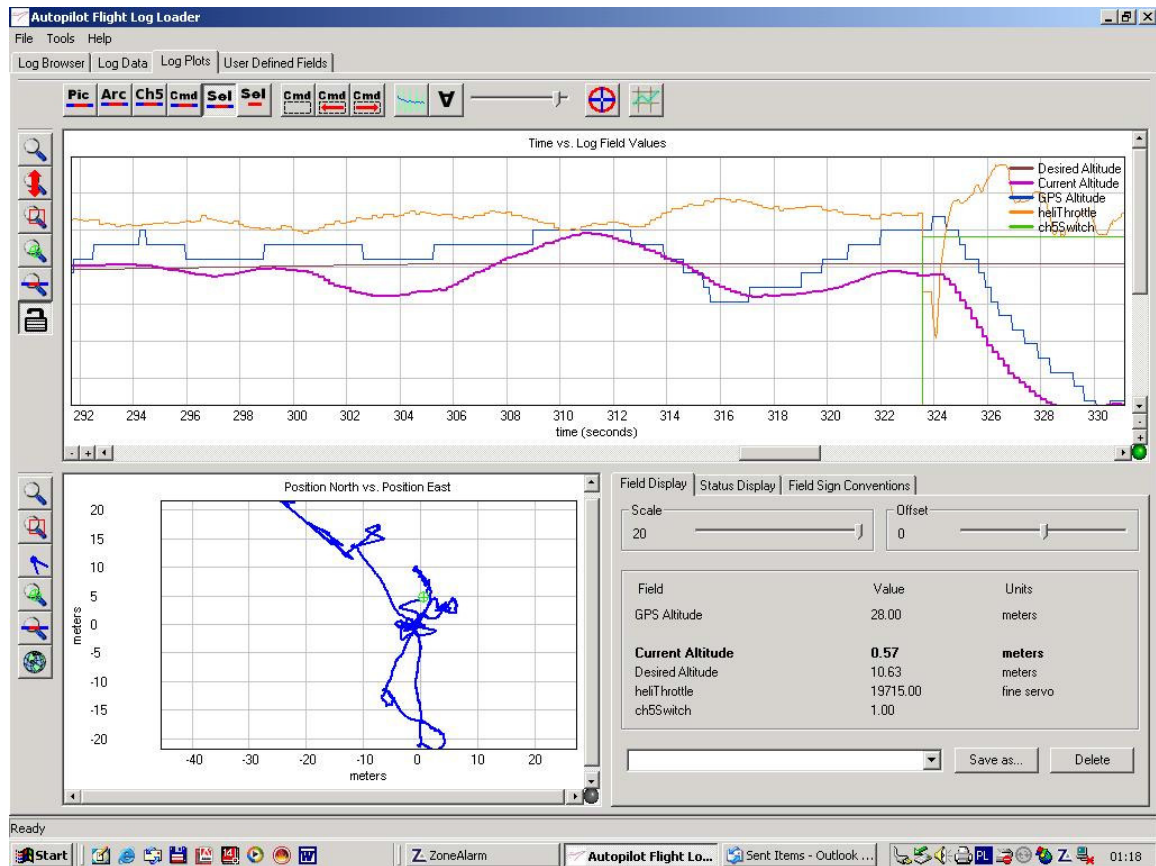 Autopilot Flight Log Loader
File Tools Help
Log Browser Log Data Log Plots User Defined Fields
Pic Arc Ch5 Cmd Sel Sel Cmd Cmd Cmd ∀
Time vs. Log Field Values
Desired Altitude
Current Altitude
GPS Altitude
heliThrottle
ch5Switch
292 294 296 298 300 302 304 306 308 310 312 314 316 318 320 322 324 326 328 330
time (seconds)
Position North vs. Position East
20
15
10
5
0
-5
-10
-15
-20
meters
-40 -30 -20 -10 0 10 20
meters
Field Display Status Display Field Sign Conventions
Scale Offset
20 0
Field Value Units
GPS Altitude 28.00 meters
Current Altitude 0.57 meters
Desired Altitude 10.63 meters
heliThrottle 19715.00 fine servo
ch5Switch 1.00
Save as... Delete
Ready
Start ZoneAlarm Autopilot Flight Lo... Sent Items - Outlook ... PL 01:18